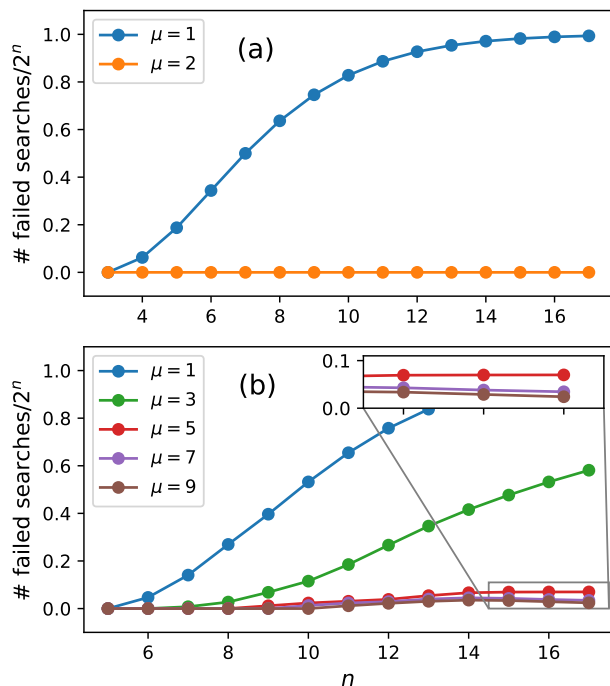 (a)
μ = 1
μ = 2
# failed searches/2ⁿ
1.0
0.8
0.6
0.4
0.2
0.0
4 6 8 10 12 14 16
(b)
μ = 1
μ = 3
μ = 5
μ = 7
μ = 9
# failed searches/2ⁿ
1.0
0.8
0.6
0.4
0.2
0.0
0.1
0.0
6 8 10 12 14 16
n